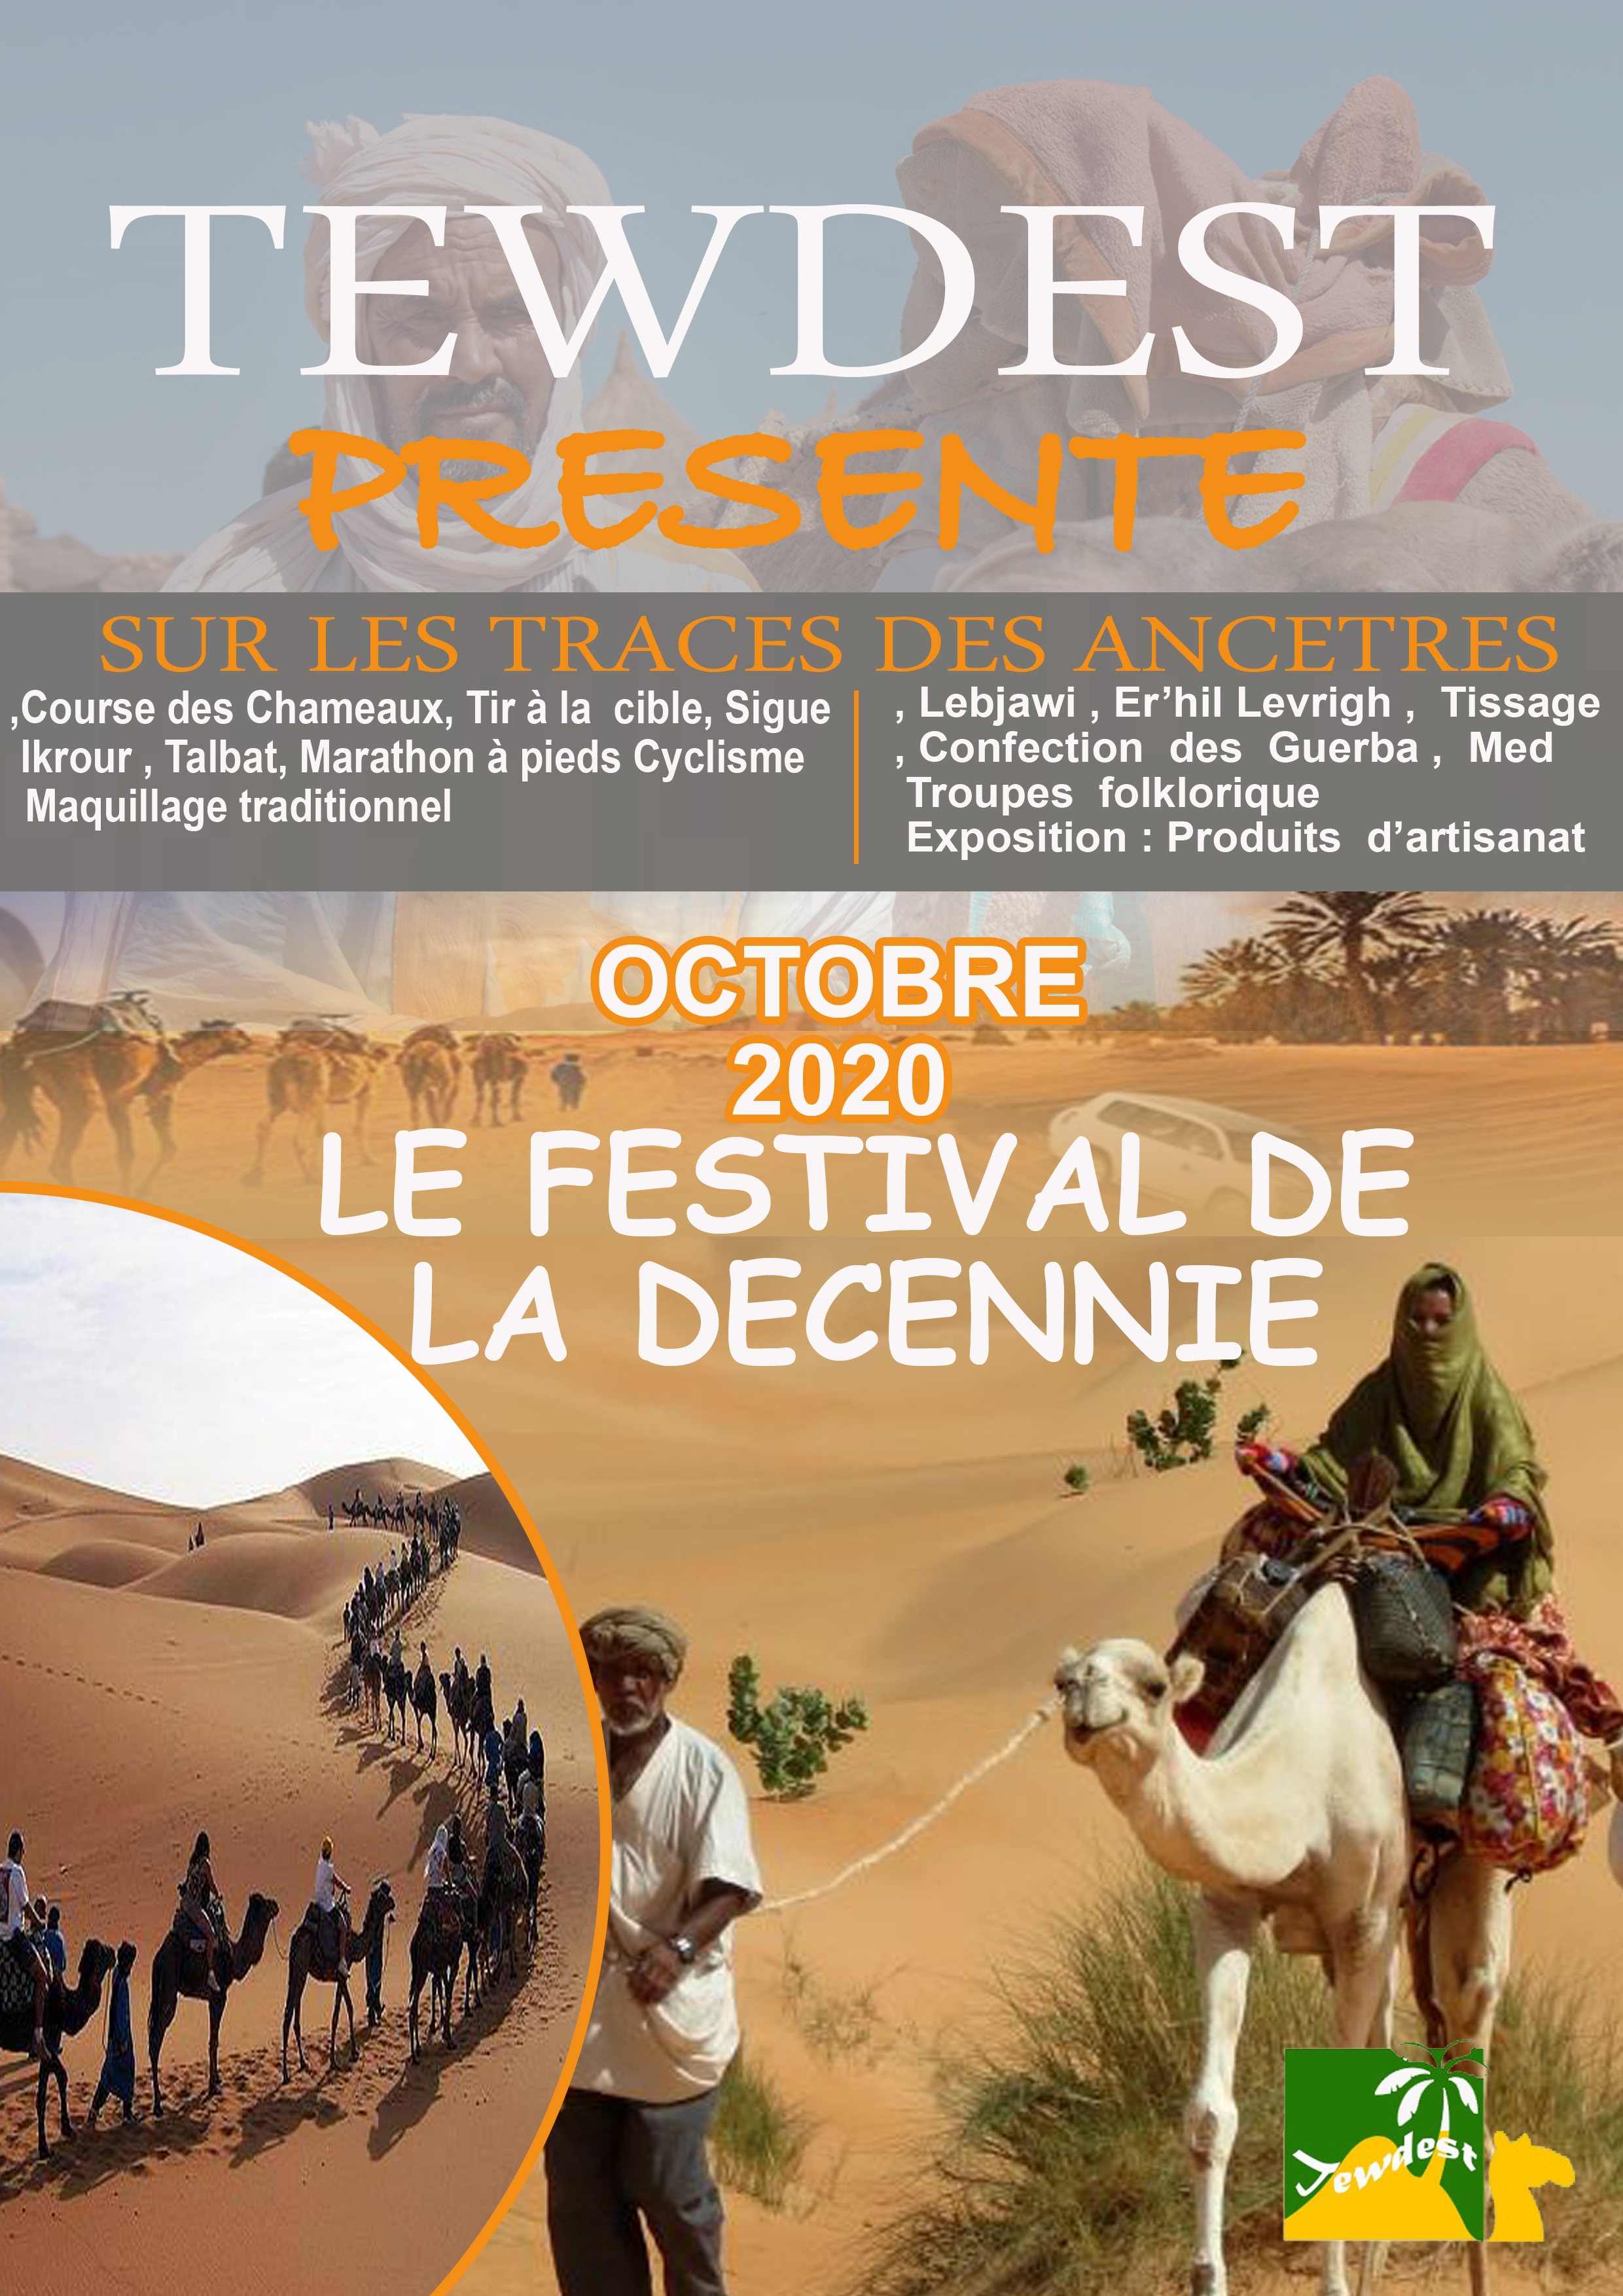 TEWDEST
PRESENTE
SUR LES TRACES DES ANCETRES
,Course des Chameaux, Tir à la cible, Sigue
Ikrour , Talbat, Marathon à pieds Cyclisme
Maquillage traditionnel
, Lebjawi , Er’hil Levrigh , Tissage
, Confection des Guerba , Med
Troupes folklorique
Exposition : Produits d’artisanat
OCTOBRE
2020
LE FESTIVAL DE
LA DECENNIE
Tewdest